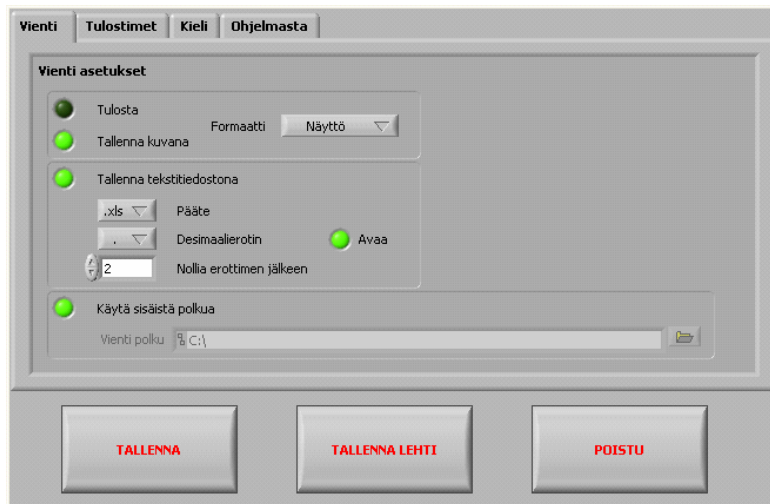 Vienti Tulostimet Kieli Ohjelmasta
Vienti asetukset
Tulosta
Formaatti Näyttö
Tallenna kuvana
Tallenna tekstitiedostona
.xls Pääte
. Desimaalierotin Avaa
2 Nollia erottimen jälkeen
Käytä sisäistä polkua
Vienti polku C:\
TALLENNA TALLENNA LEHTI POISTU